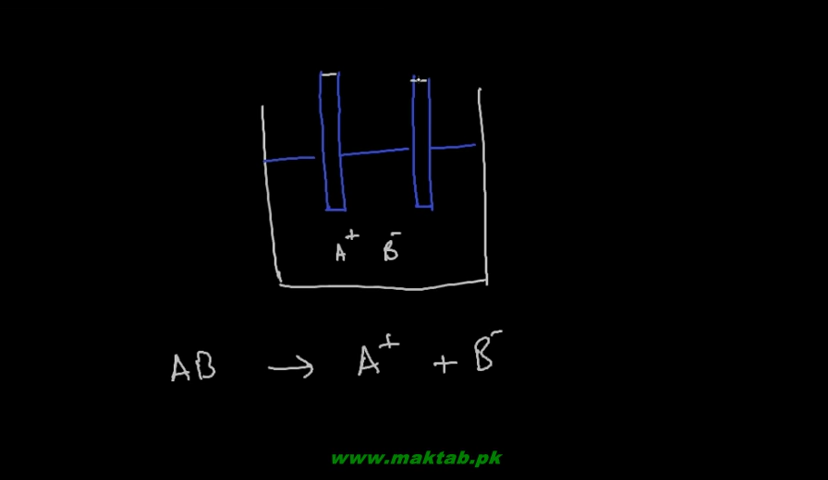 A⁺ B⁻
AB → A⁺ + B⁻
www.maktab.pk